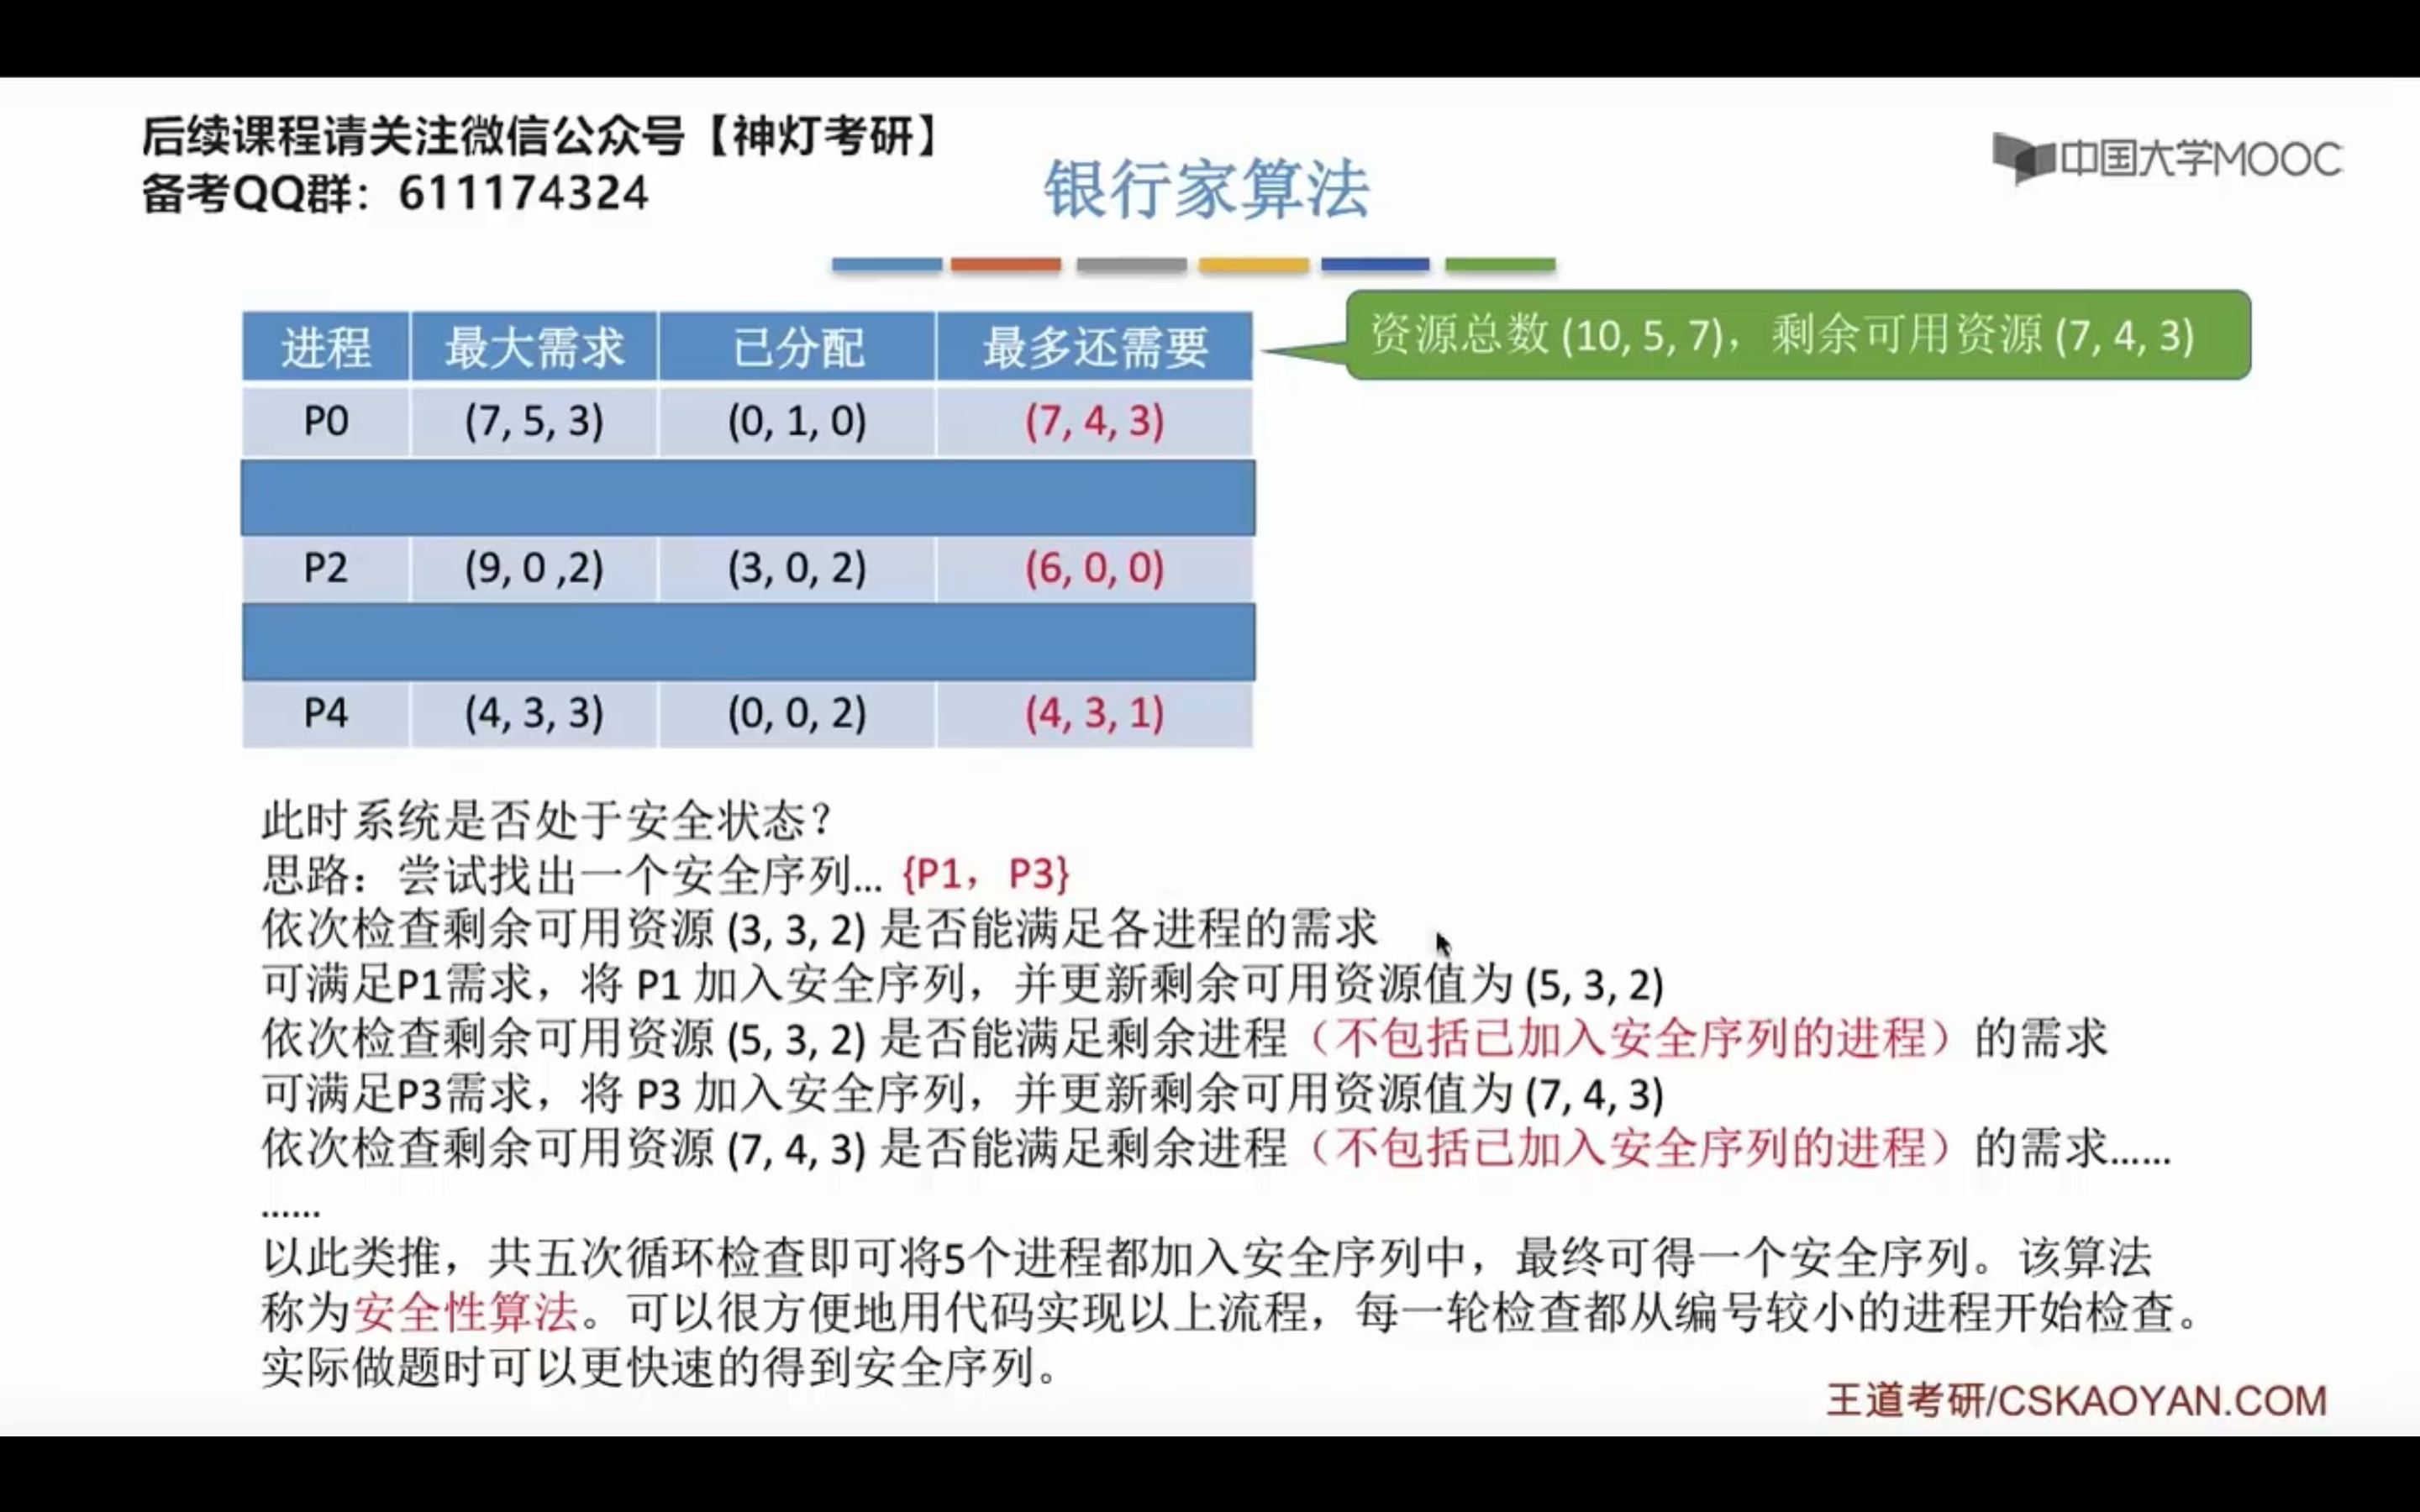 后续课程请关注微信公众号【神灯考研】
备考QQ群：611174324
银行家算法
中国大学MOOC
资源总数 (10, 5, 7)，剩余可用资源 (7, 4, 3)
进程 最大需求 已分配 最多还需要
P0 (7, 5, 3) (0, 1, 0) (7, 4, 3)
P2 (9, 0 ,2) (3, 0, 2) (6, 0, 0)
P4 (4, 3, 3) (0, 0, 2) (4, 3, 1)
此时系统是否处于安全状态？
思路：尝试找出一个安全序列... {P1，P3}
依次检查剩余可用资源 (3, 3, 2) 是否能满足各进程的需求
可满足P1需求，将 P1 加入安全序列，并更新剩余可用资源值为 (5, 3, 2)
依次检查剩余可用资源 (5, 3, 2) 是否能满足剩余进程（不包括已加入安全序列的进程）的需求
可满足P3需求，将 P3 加入安全序列，并更新剩余可用资源值为 (7, 4, 3)
依次检查剩余可用资源 (7, 4, 3) 是否能满足剩余进程（不包括已加入安全序列的进程）的需求......
......
以此类推，共五次循环检查即可将5个进程都加入安全序列中，最终可得一个安全序列。该算法
称为安全性算法。可以很方便地用代码实现以上流程，每一轮检查都从编号较小的进程开始检查。
实际做题时可以更快速的得到安全序列。
王道考研/CSKAOYAN.COM